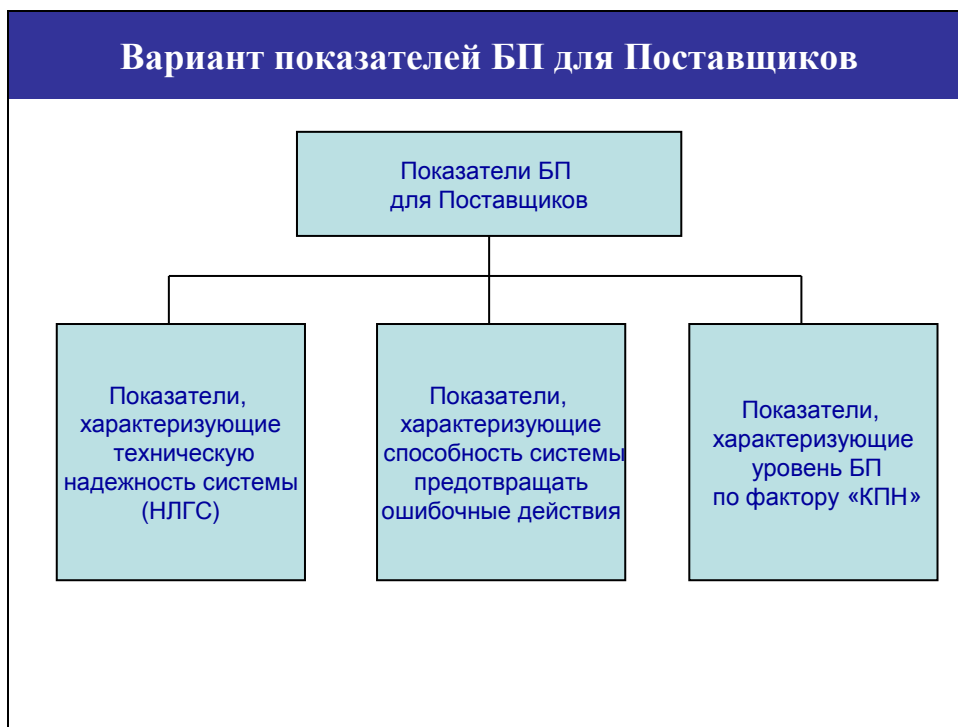 Вариант показателей БП для Поставщиков
Показатели БП
для Поставщиков
Показатели,
характеризующие
техническую
надежность системы
(НЛГС)
Показатели,
характеризующие
способность системы
предотвращать
ошибочные действия
Показатели,
характеризующие
уровень БП
по фактору «КПН»